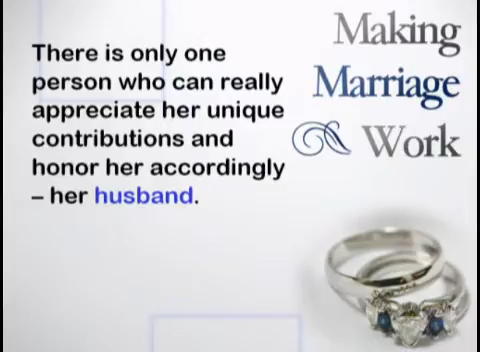 There is only one
person who can really
appreciate her unique
contributions and
honor her accordingly
– her husband.
Making
Marriage
& Work